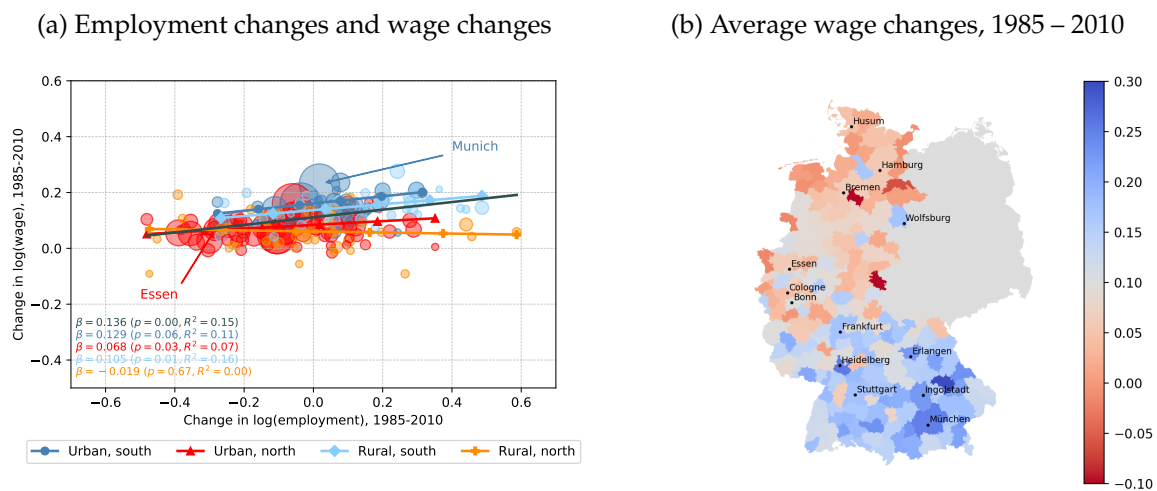 (a) Employment changes and wage changes
(b) Average wage changes, 1985 – 2010
Change in log(wage), 1985-2010
0.6
0.4
0.2
0.0
−0.2
−0.4
Munich
Essen
β = 0.136 (p = 0.00, R² = 0.15)
β = 0.129 (p = 0.06, R² = 0.11)
β = 0.068 (p = 0.03, R² = 0.07)
β = 0.105 (p = 0.01, R² = 0.16)
β = −0.019 (p = 0.67, R² = 0.00)
−0.6 −0.4 −0.2 0.0 0.2 0.4 0.6
Change in log(employment), 1985-2010
Urban, south Urban, north Rural, south Rural, north
Husum
Hamburg
Bremen
Wolfsburg
Essen
Cologne
Bonn
Frankfurt
Erlangen
Heidelberg
Stuttgart
Ingolstadt
München
0.30
0.25
0.20
0.15
0.10
0.05
0.00
−0.05
−0.10